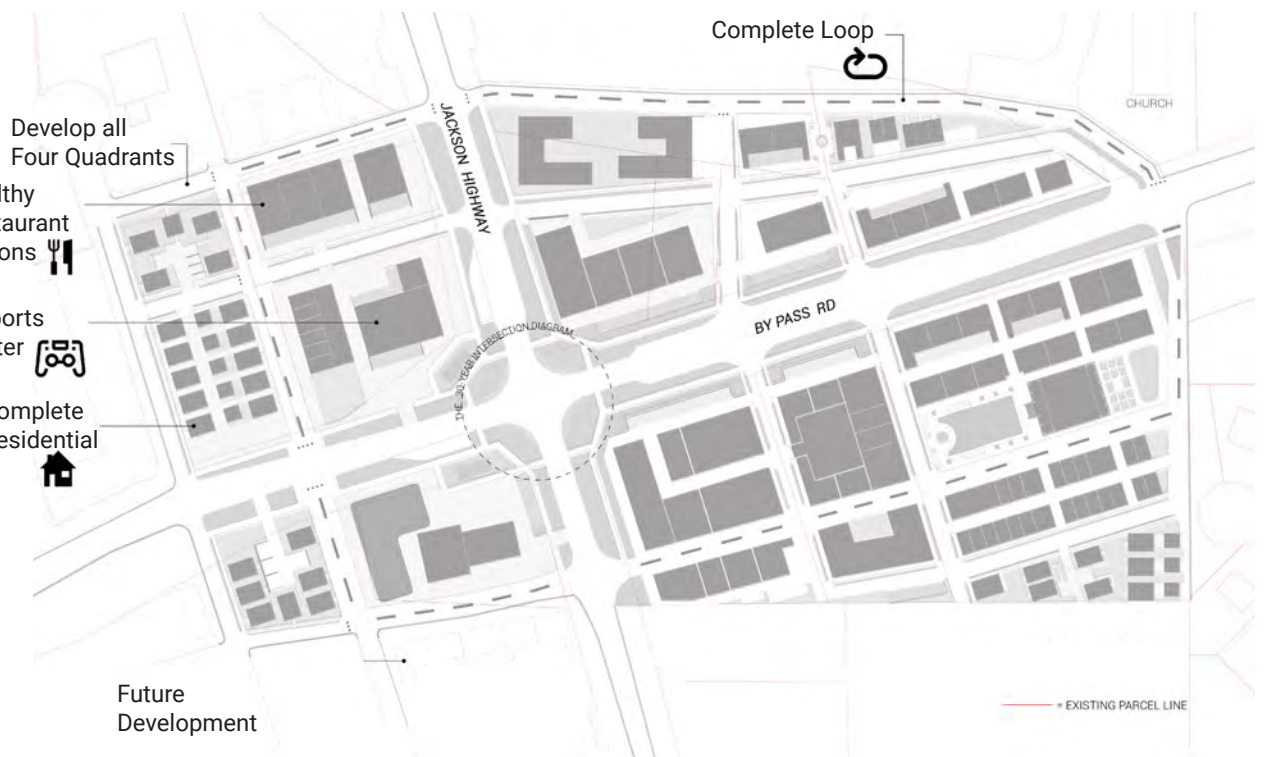 Complete Loop
CHURCH
Develop all
Four Quadrants
JACKSON HIGHWAY
lthy
taurant
ons
BY PASS RD
THE 30 YEAR INTERSECTION DIAGRAM
orts
ter
omplete
esidential
Future
Development
= EXISTING PARCEL LINE